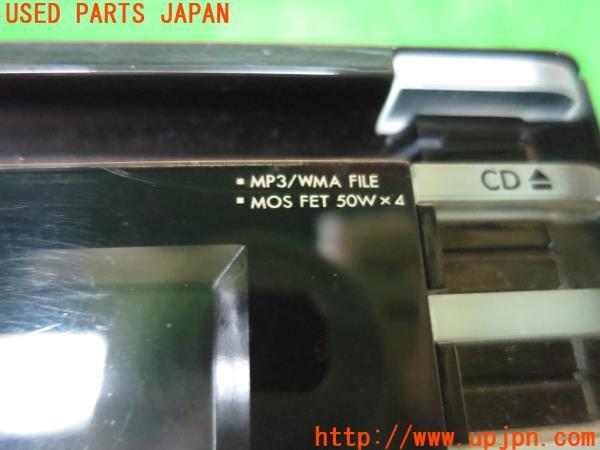 USED PARTS JAPAN
▪ MP3/WMA FILE
▪ MOS FET 50W×4
CD ⏏
http://www.upjpn.com